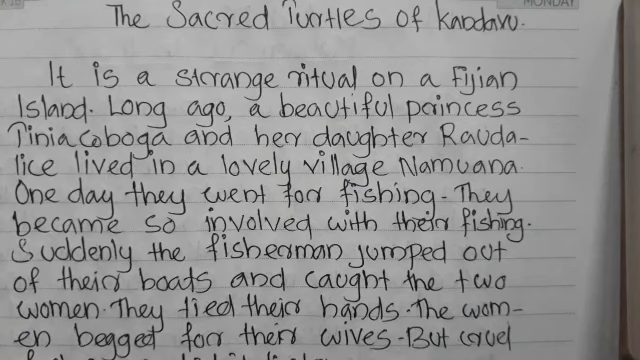 MONDAY
The Sacred Turtles of Kandavu.
It is a strange ritual on a Fijian
Island. Long ago, a beautiful princess
Tiniacoboga and her daughter Rauda-
lice lived in a lovely village Namuana.
One day they went for fishing. They
became so involved with their fishing.
Suddenly the fisherman jumped out
of their boats and caught the two
women. They tied their hands. The wom-
en begged for their wives. But cruel